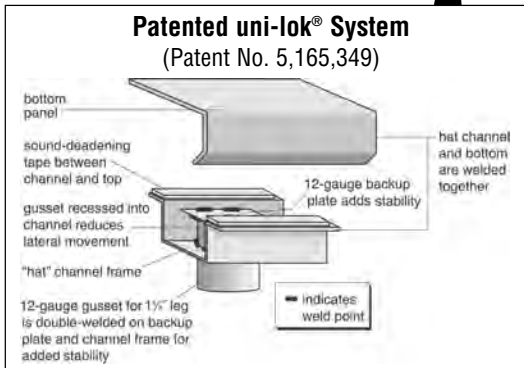 Patented uni-lok® System
(Patent No. 5,165,349)
bottom
panel
sound-deadening
tape between
channel and top
gusset recessed into
channel reduces
lateral movement
"hat" channel frame
12-gauge gusset for 1⅝" leg
is double-welded on backup
plate and channel frame for
added stability
12-gauge backup
plate adds stability
hat channel
and bottom
are welded
together
indicates
weld point